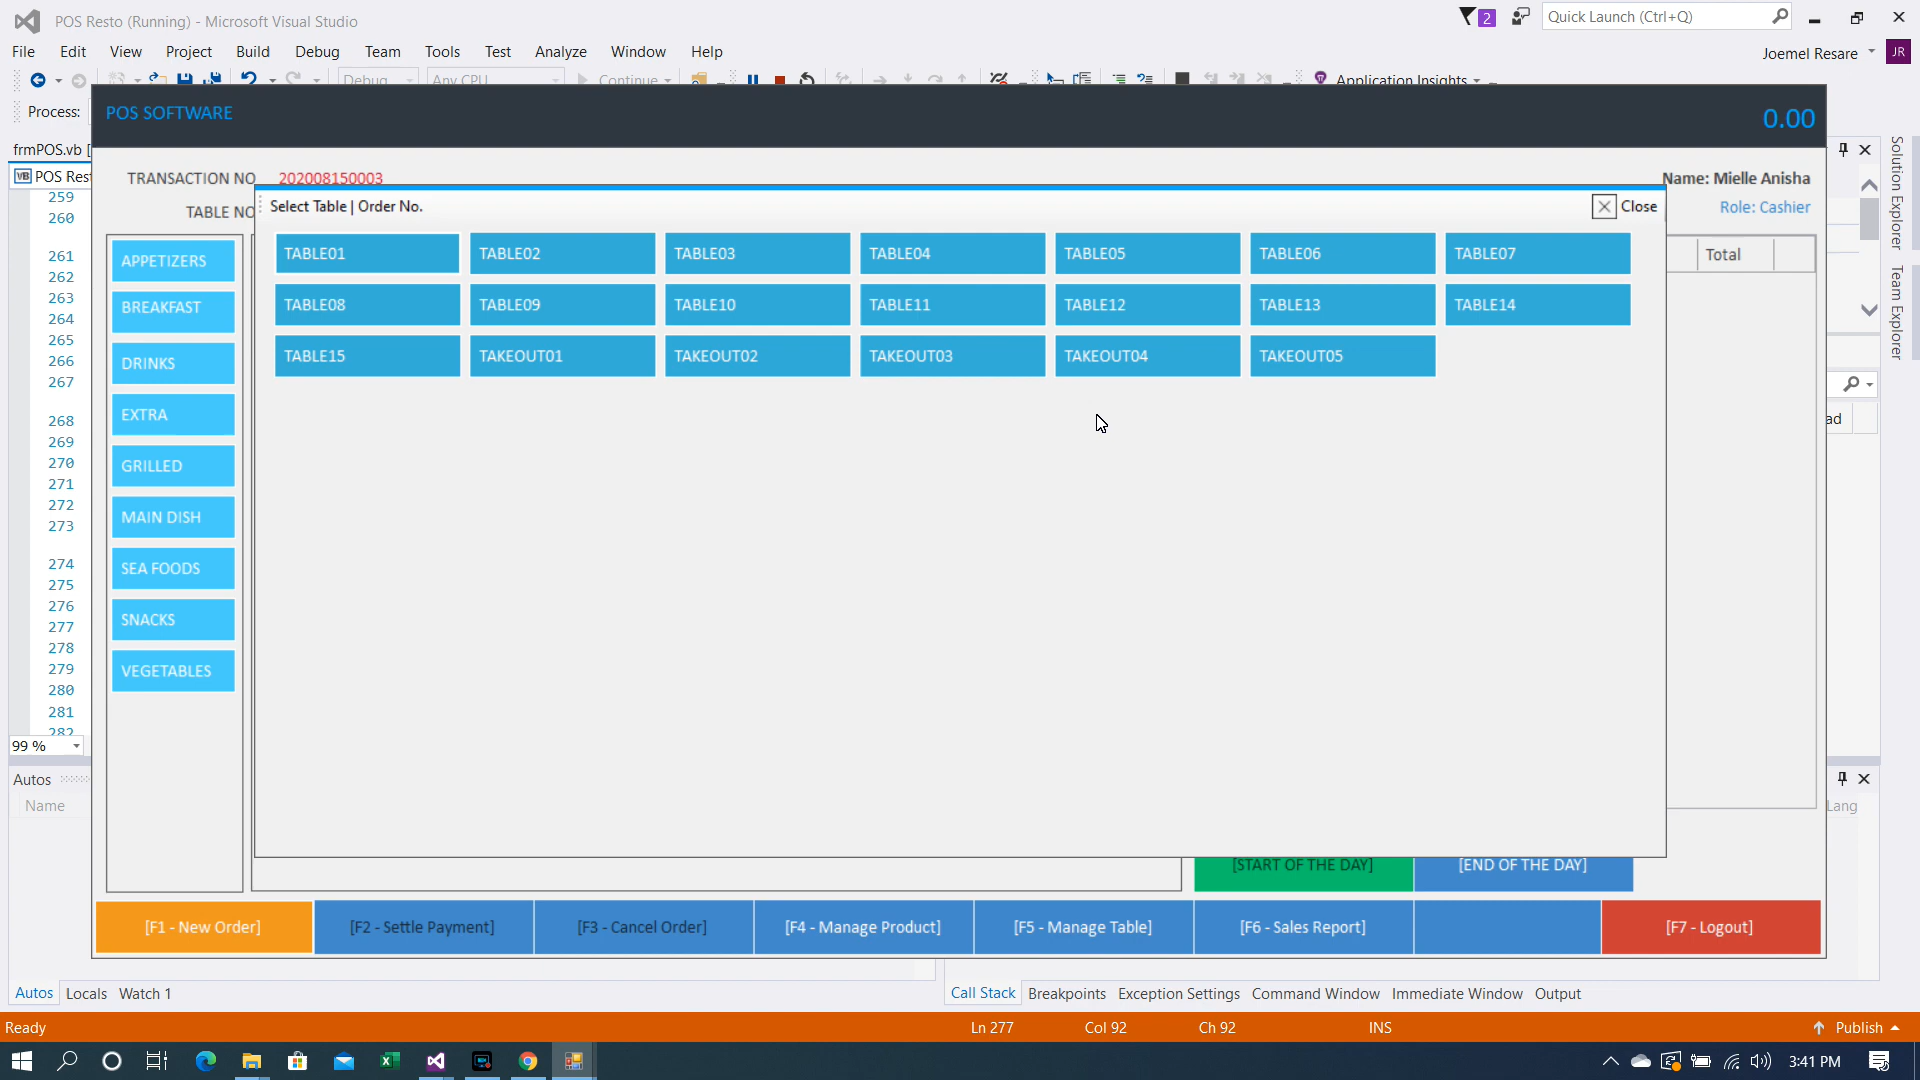 POS Resto (Running) - Microsoft Visual Studio
2
Quick Launch (Ctrl+Q)
File Edit View Project Build Debug Team Tools Test Analyze Window Help
Joemel Resare
JR
Debug
Any CPU
Continue
Application Insights
Process:
POS SOFTWARE
0.00
frmPOS.vb
VB POS Rest
TRANSACTION NO 202008150003
Name: Mielle Anisha
TABLE NO
Role: Cashier
Select Table | Order No.
Close
Total
TABLE01 TABLE02 TABLE03 TABLE04 TABLE05 TABLE06 TABLE07
TABLE08 TABLE09 TABLE10 TABLE11 TABLE12 TABLE13 TABLE14
TABLE15 TAKEOUT01 TAKEOUT02 TAKEOUT03 TAKEOUT04 TAKEOUT05
APPETIZERS
BREAKFAST
DRINKS
EXTRA
GRILLED
MAIN DISH
SEA FOODS
SNACKS
VEGETABLES
259
260
261
262
263
264
265
266
267
268
269
270
271
272
273
274
275
276
277
278
279
280
281
282
99 %
Solution Explorer
Team Explorer
ad
Autos
Name
Lang
[START OF THE DAY] [END OF THE DAY]
[F1 - New Order] [F2 - Settle Payment] [F3 - Cancel Order] [F4 - Manage Product] [F5 - Manage Table] [F6 - Sales Report] [F7 - Logout]
Autos Locals Watch 1
Call Stack Breakpoints Exception Settings Command Window Immediate Window Output
Ready
Ln 277 Col 92 Ch 92 INS
Publish
3:41 PM